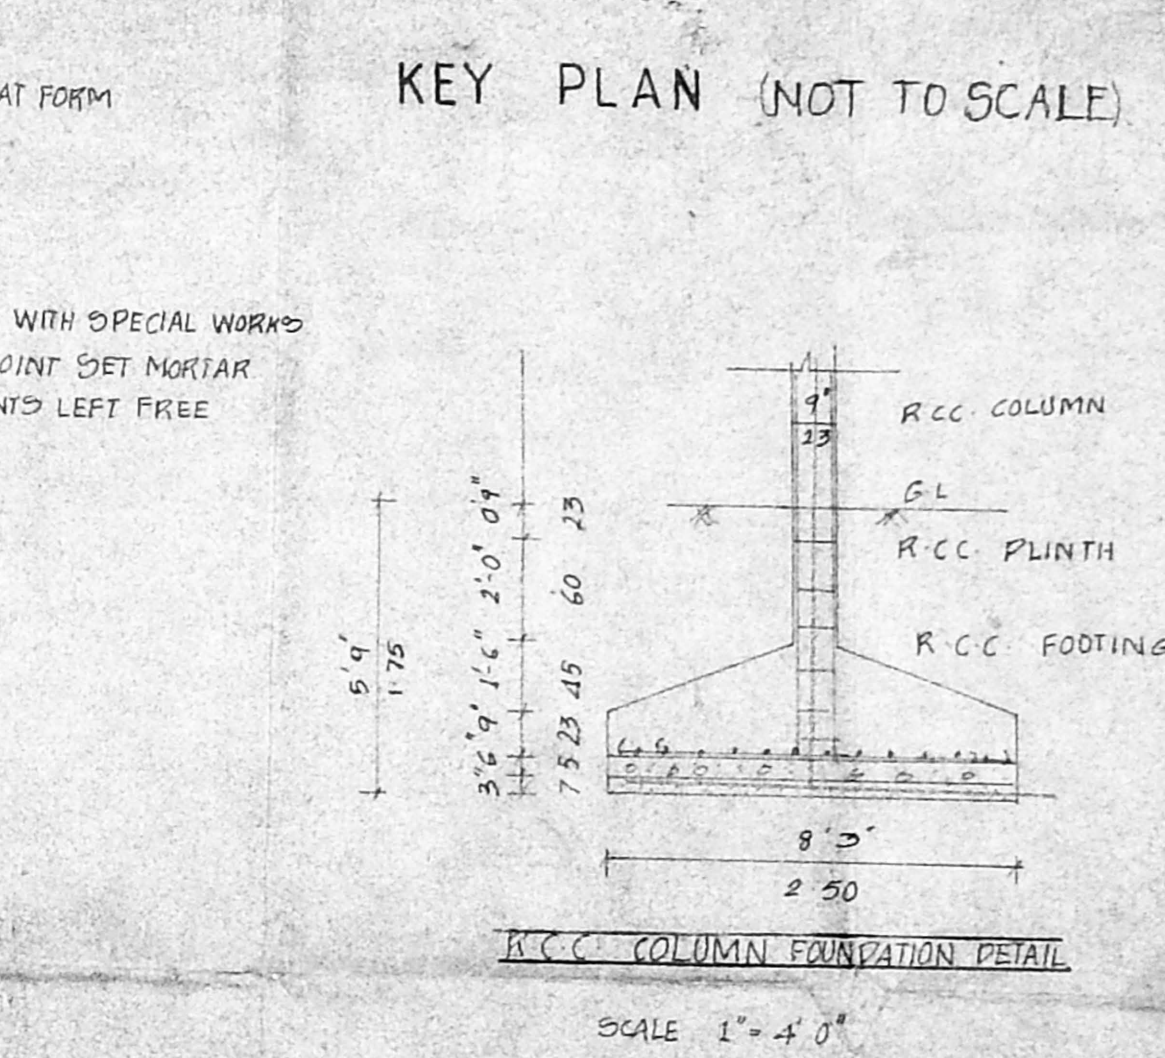 AT FORM
KEY PLAN (NOT TO SCALE)
WITH SPECIAL WORKS
OINT SET MORTAR
NTS LEFT FREE
9"
23
R.C.C. COLUMN
G.L
R.C.C. PLINTH
R.C.C. FOOTING
0'9"
2'-0"
1'-6"
9"
6"
3"
23
60
45
23
7 5
5' 9'
1.75
8' 3'
2.50
R.C.C. COLUMN FOUNDATION DETAIL
SCALE 1"= 4' 0"